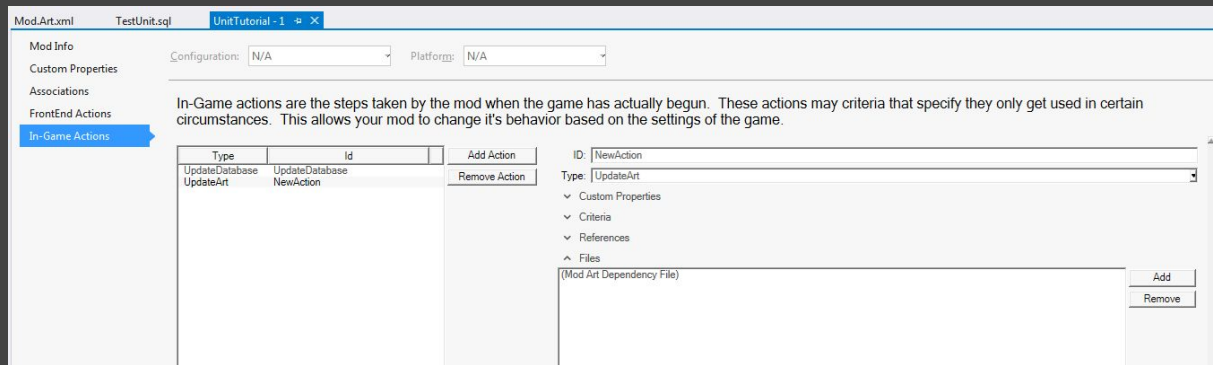 Mod.Art.xml
TestUnit.sql
UnitTutorial - 1
Mod Info
Custom Properties
Associations
FrontEnd Actions
In-Game Actions
Configuration: N/A
Platform: N/A
In-Game actions are the steps taken by the mod when the game has actually begun. These actions may criteria that specify they only get used in certain
circumstances. This allows your mod to change it's behavior based on the settings of the game.
Type Id
UpdateDatabase UpdateDatabase
UpdateArt NewAction
Add Action
Remove Action
ID: NewAction
Type: UpdateArt
Custom Properties
Criteria
References
Files
(Mod Art Dependency File)
Add
Remove